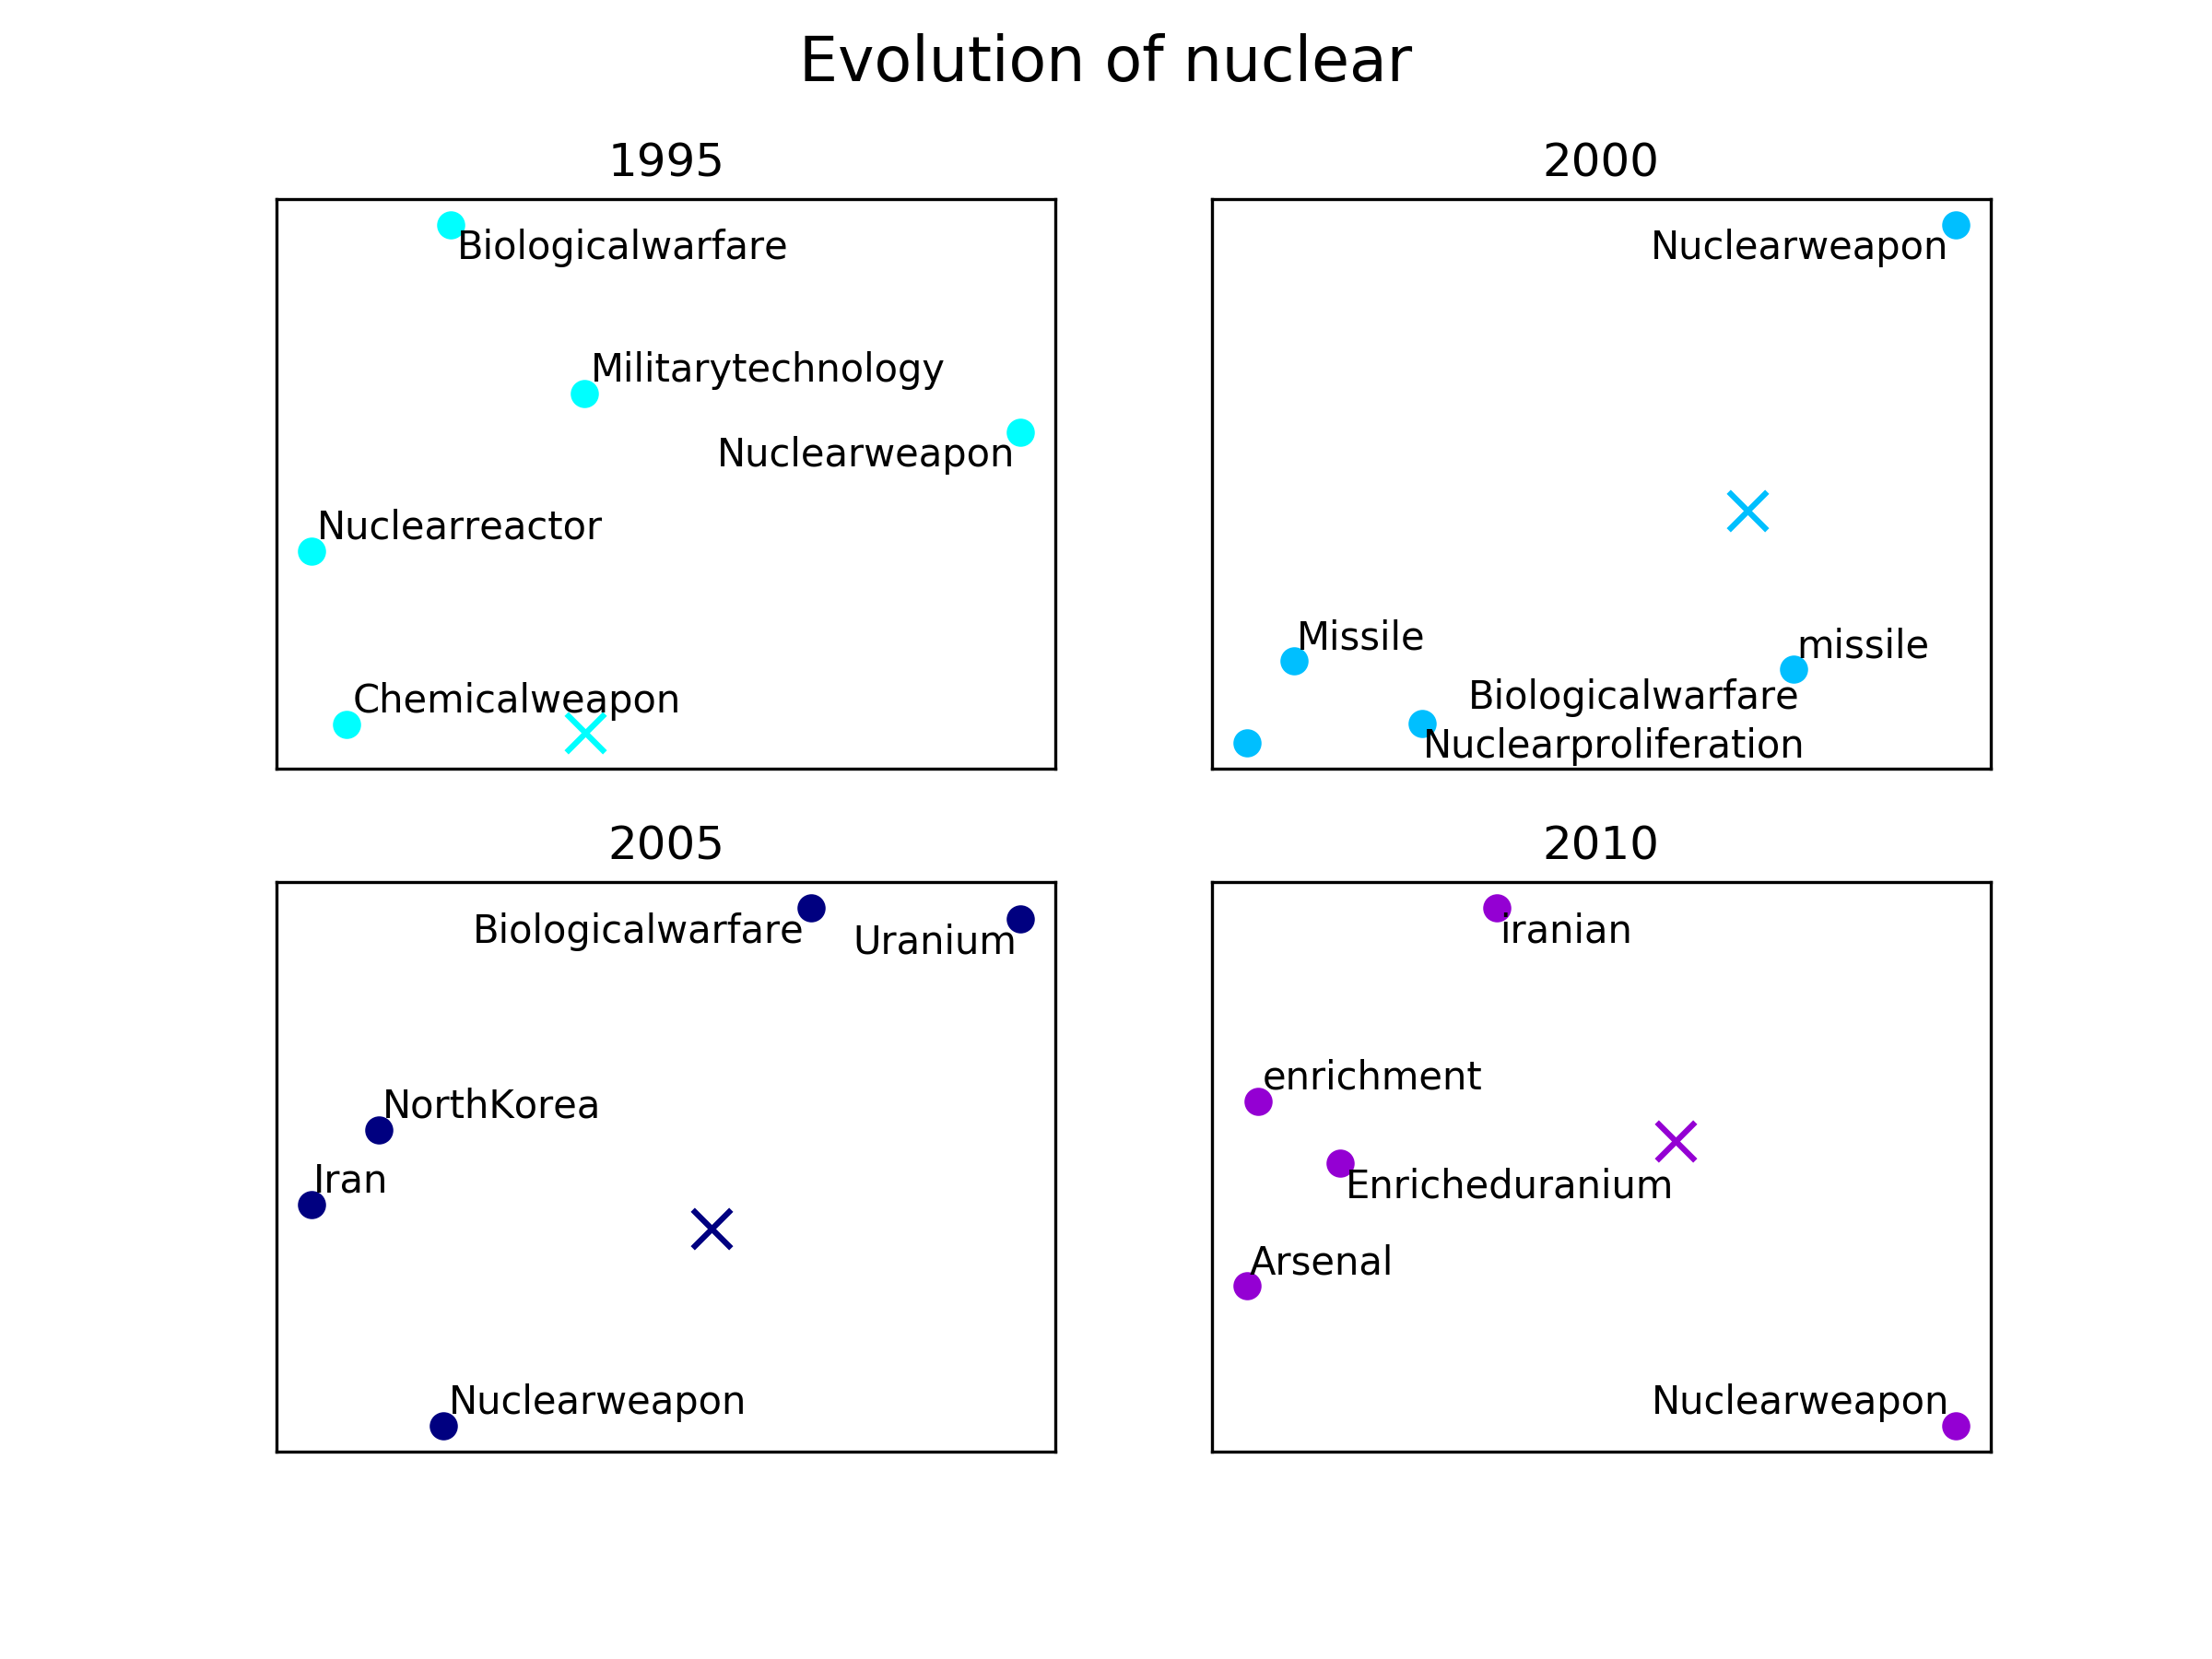 Evolution of nuclear
1995
Biologicalwarfare
Militarytechnology
Nuclearweapon
Nuclearreactor
Chemicalweapon
2000
Nuclearweapon
Missile
missile
Biologicalwarfare
Nuclearproliferation
2005
Biologicalwarfare
Uranium
NorthKorea
Iran
Nuclearweapon
2010
iranian
enrichment
Enricheduranium
Arsenal
Nuclearweapon